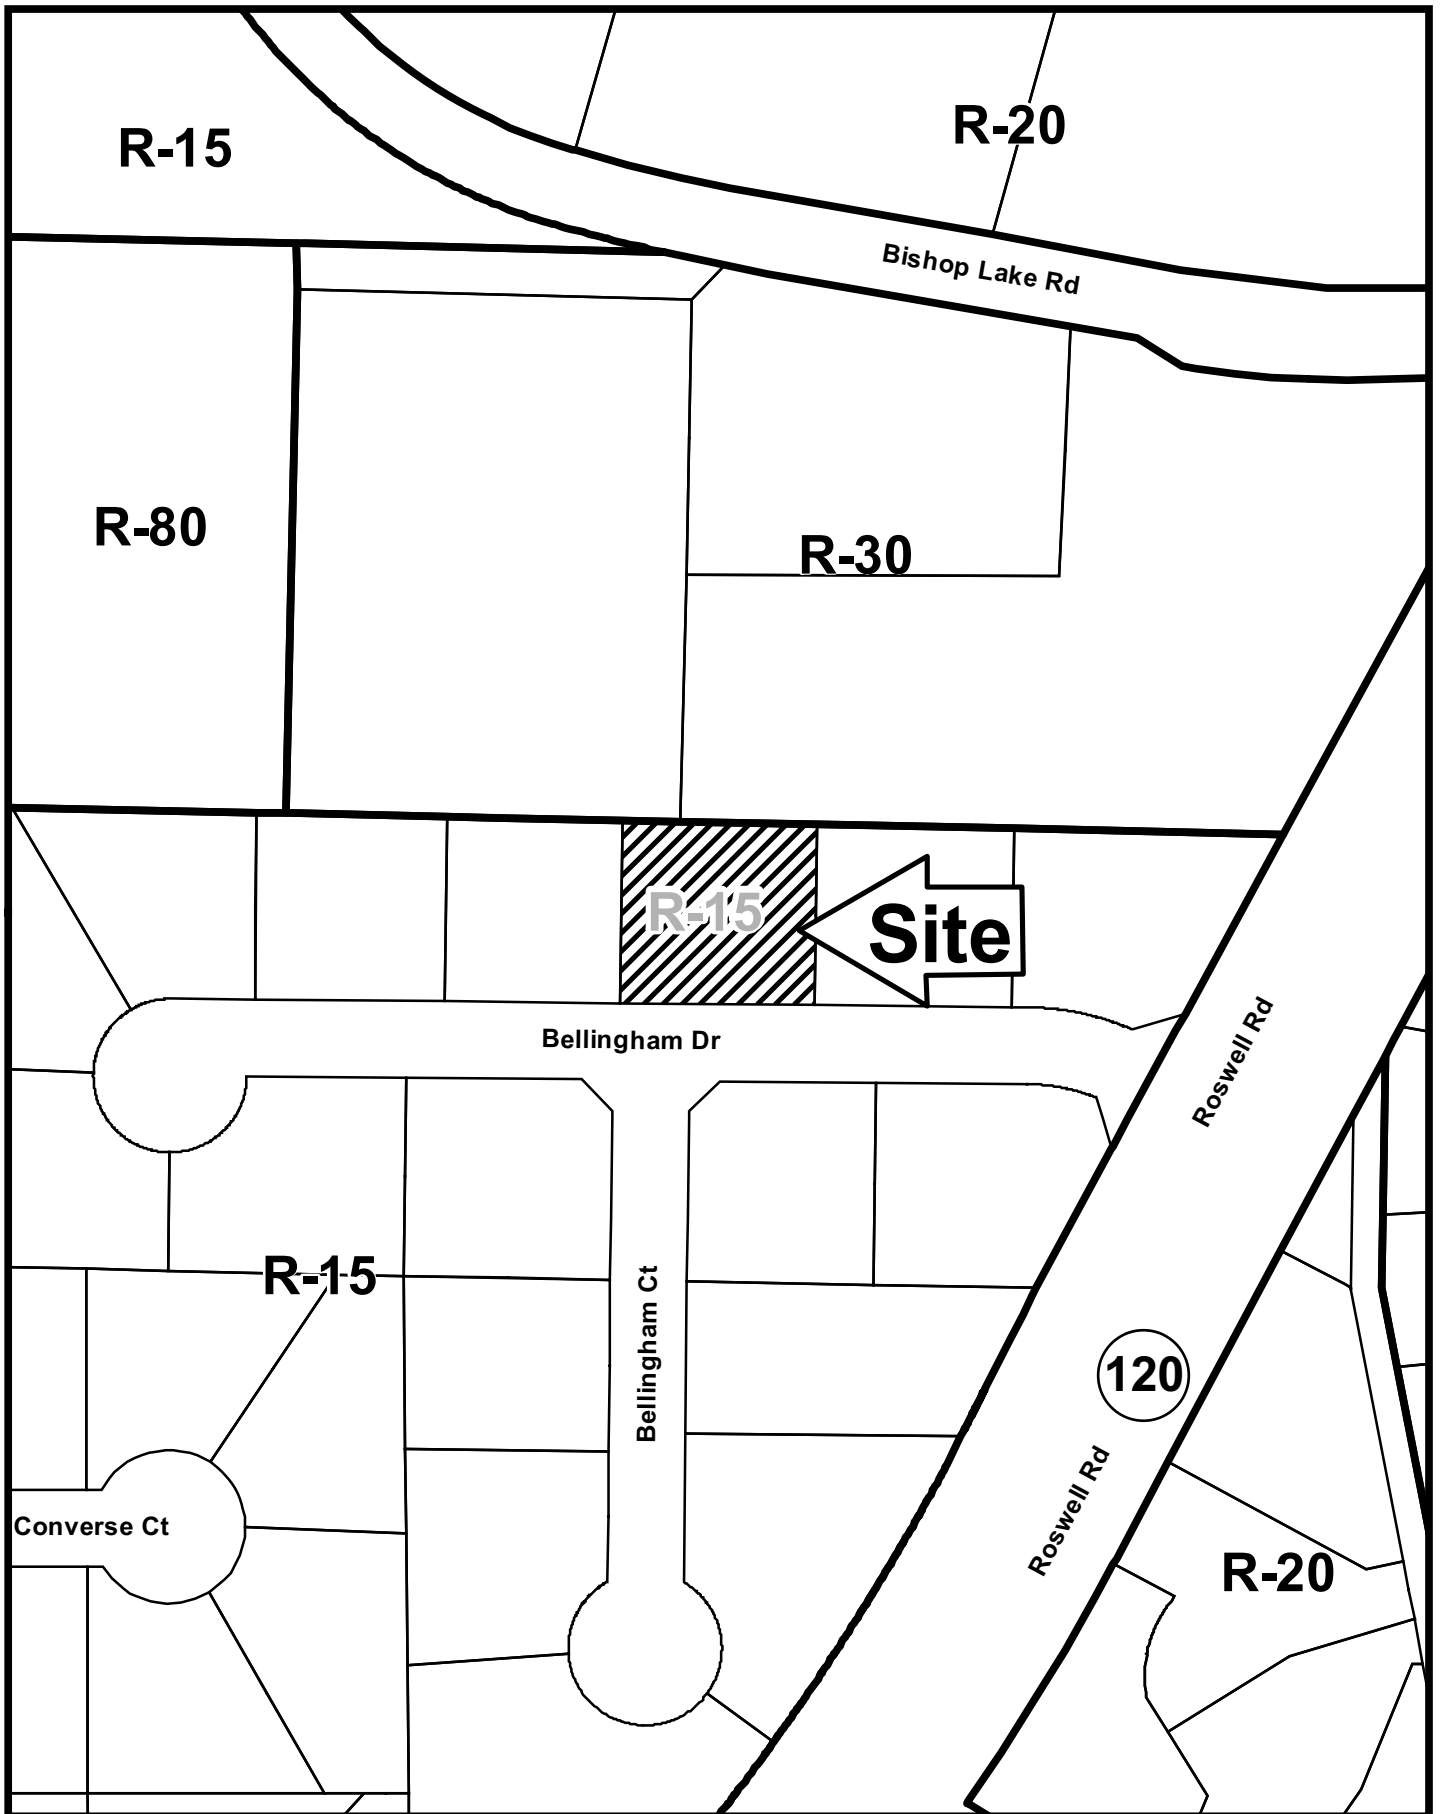 R-20
R-15
Bishop Lake Rd
R-80
R-30
R-15
Site
Bellingham Dr
Roswell Rd
R-15
Bellingham Ct
120
Roswell Rd
Converse Ct
R-20